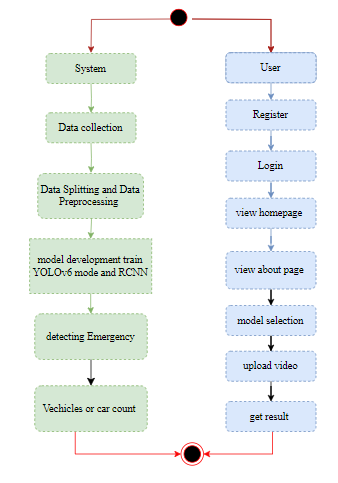 System
Data collection
Data Splitting and Data
Preprocessing
model development train
YOLOv6 mode and RCNN
detecting Emergency
Vechicles or car count
User
Register
Login
view homepage
view about page
model selection
upload video
get result